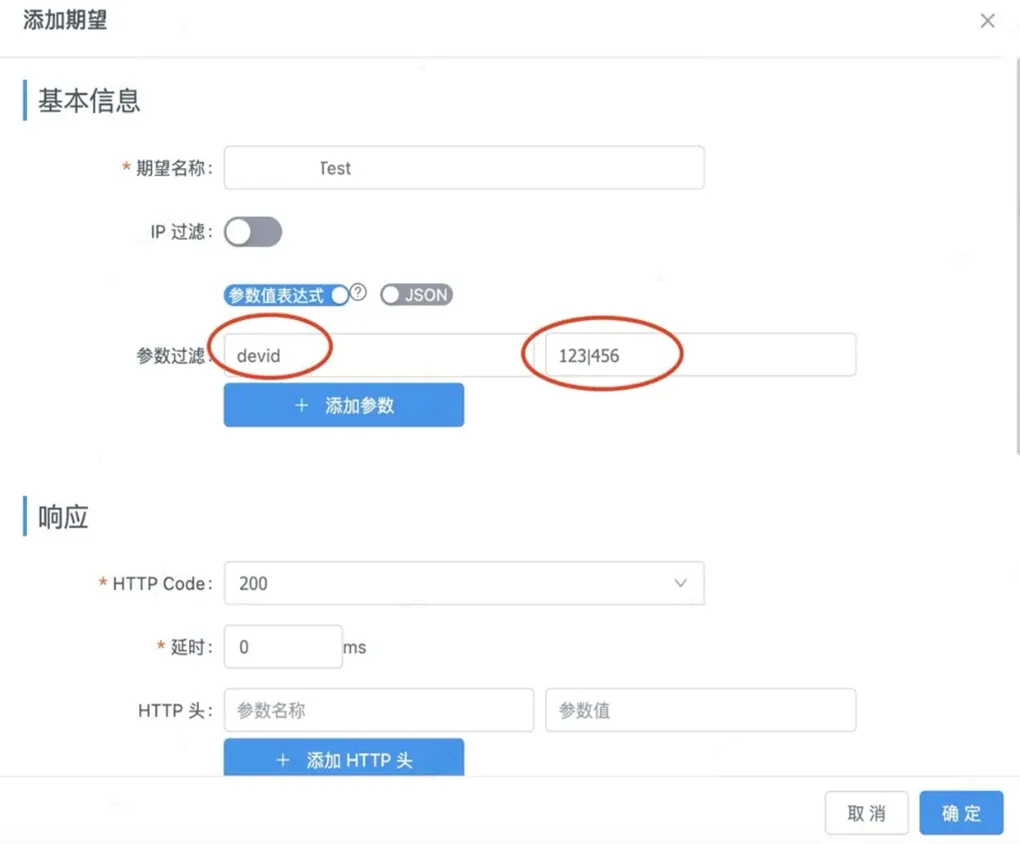 添加期望
基本信息
* 期望名称: Test
IP 过滤:
参数值表达式 ? JSON
参数过滤: devid 123|456
+ 添加参数
响应
* HTTP Code: 200
* 延时: 0 ms
HTTP 头: 参数名称 参数值
+ 添加 HTTP 头
取 消 确 定